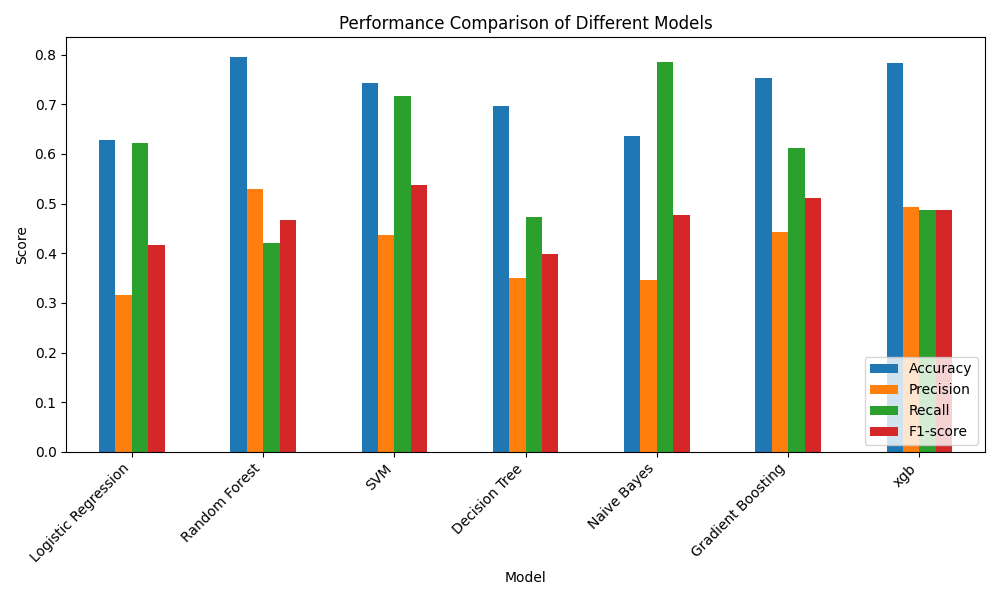 Performance Comparison of Different Models
Score
0.8
0.7
0.6
0.5
0.4
0.3
0.2
0.1
0.0
Accuracy
Precision
Recall
F1-score
Logistic Regression
Random Forest
SVM
Decision Tree
Naive Bayes
Gradient Boosting
xgb
Model